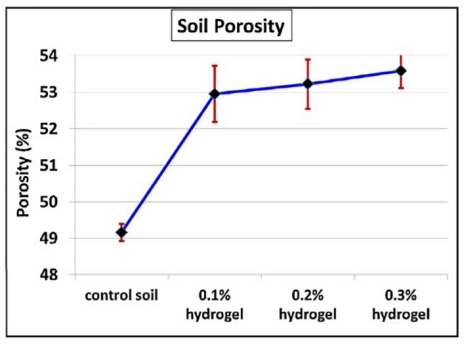 Soil Porosity
54
53
52
51
50
49
48
Porosity (%)
control soil
0.1%
hydrogel
0.2%
hydrogel
0.3%
hydrogel